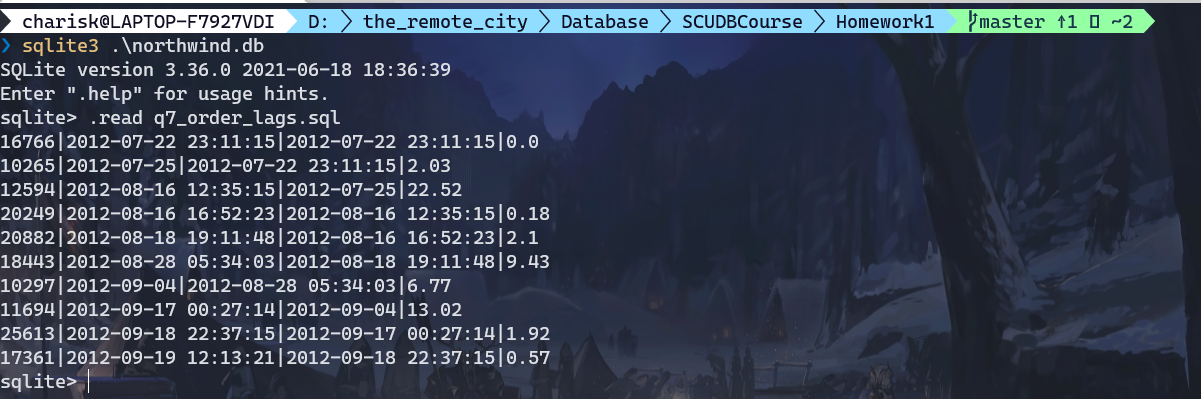 charisk@LAPTOP-F7927VDI D: the_remote_city Database SCUDBCourse Homework1 master ↑1 ~2
❯ sqlite3 .\northwind.db
SQLite version 3.36.0 2021-06-18 18:36:39
Enter ".help" for usage hints.
sqlite> .read q7_order_lags.sql
16766|2012-07-22 23:11:15|2012-07-22 23:11:15|0.0
10265|2012-07-25|2012-07-22 23:11:15|2.03
12594|2012-08-16 12:35:15|2012-07-25|22.52
20249|2012-08-16 16:52:23|2012-08-16 12:35:15|0.18
20882|2012-08-18 19:11:48|2012-08-16 16:52:23|2.1
18443|2012-08-28 05:34:03|2012-08-18 19:11:48|9.43
10297|2012-09-04|2012-08-28 05:34:03|6.77
11694|2012-09-17 00:27:14|2012-09-04|13.02
25613|2012-09-18 22:37:15|2012-09-17 00:27:14|1.92
17361|2012-09-19 12:13:21|2012-09-18 22:37:15|0.57
sqlite>